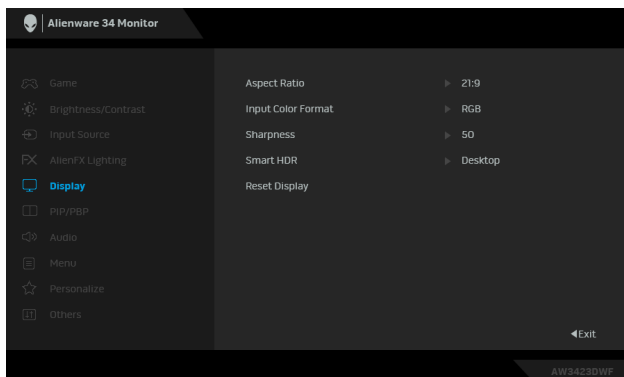 Alienware 34 Monitor
Game
Brightness/Contrast
Input Source
AlienFX Lighting
Display
PIP/PBP
Audio
Menu
Personalize
Others
Aspect Ratio 21:9
Input Color Format RGB
Sharpness 50
Smart HDR Desktop
Reset Display
Exit
AW3423DWF